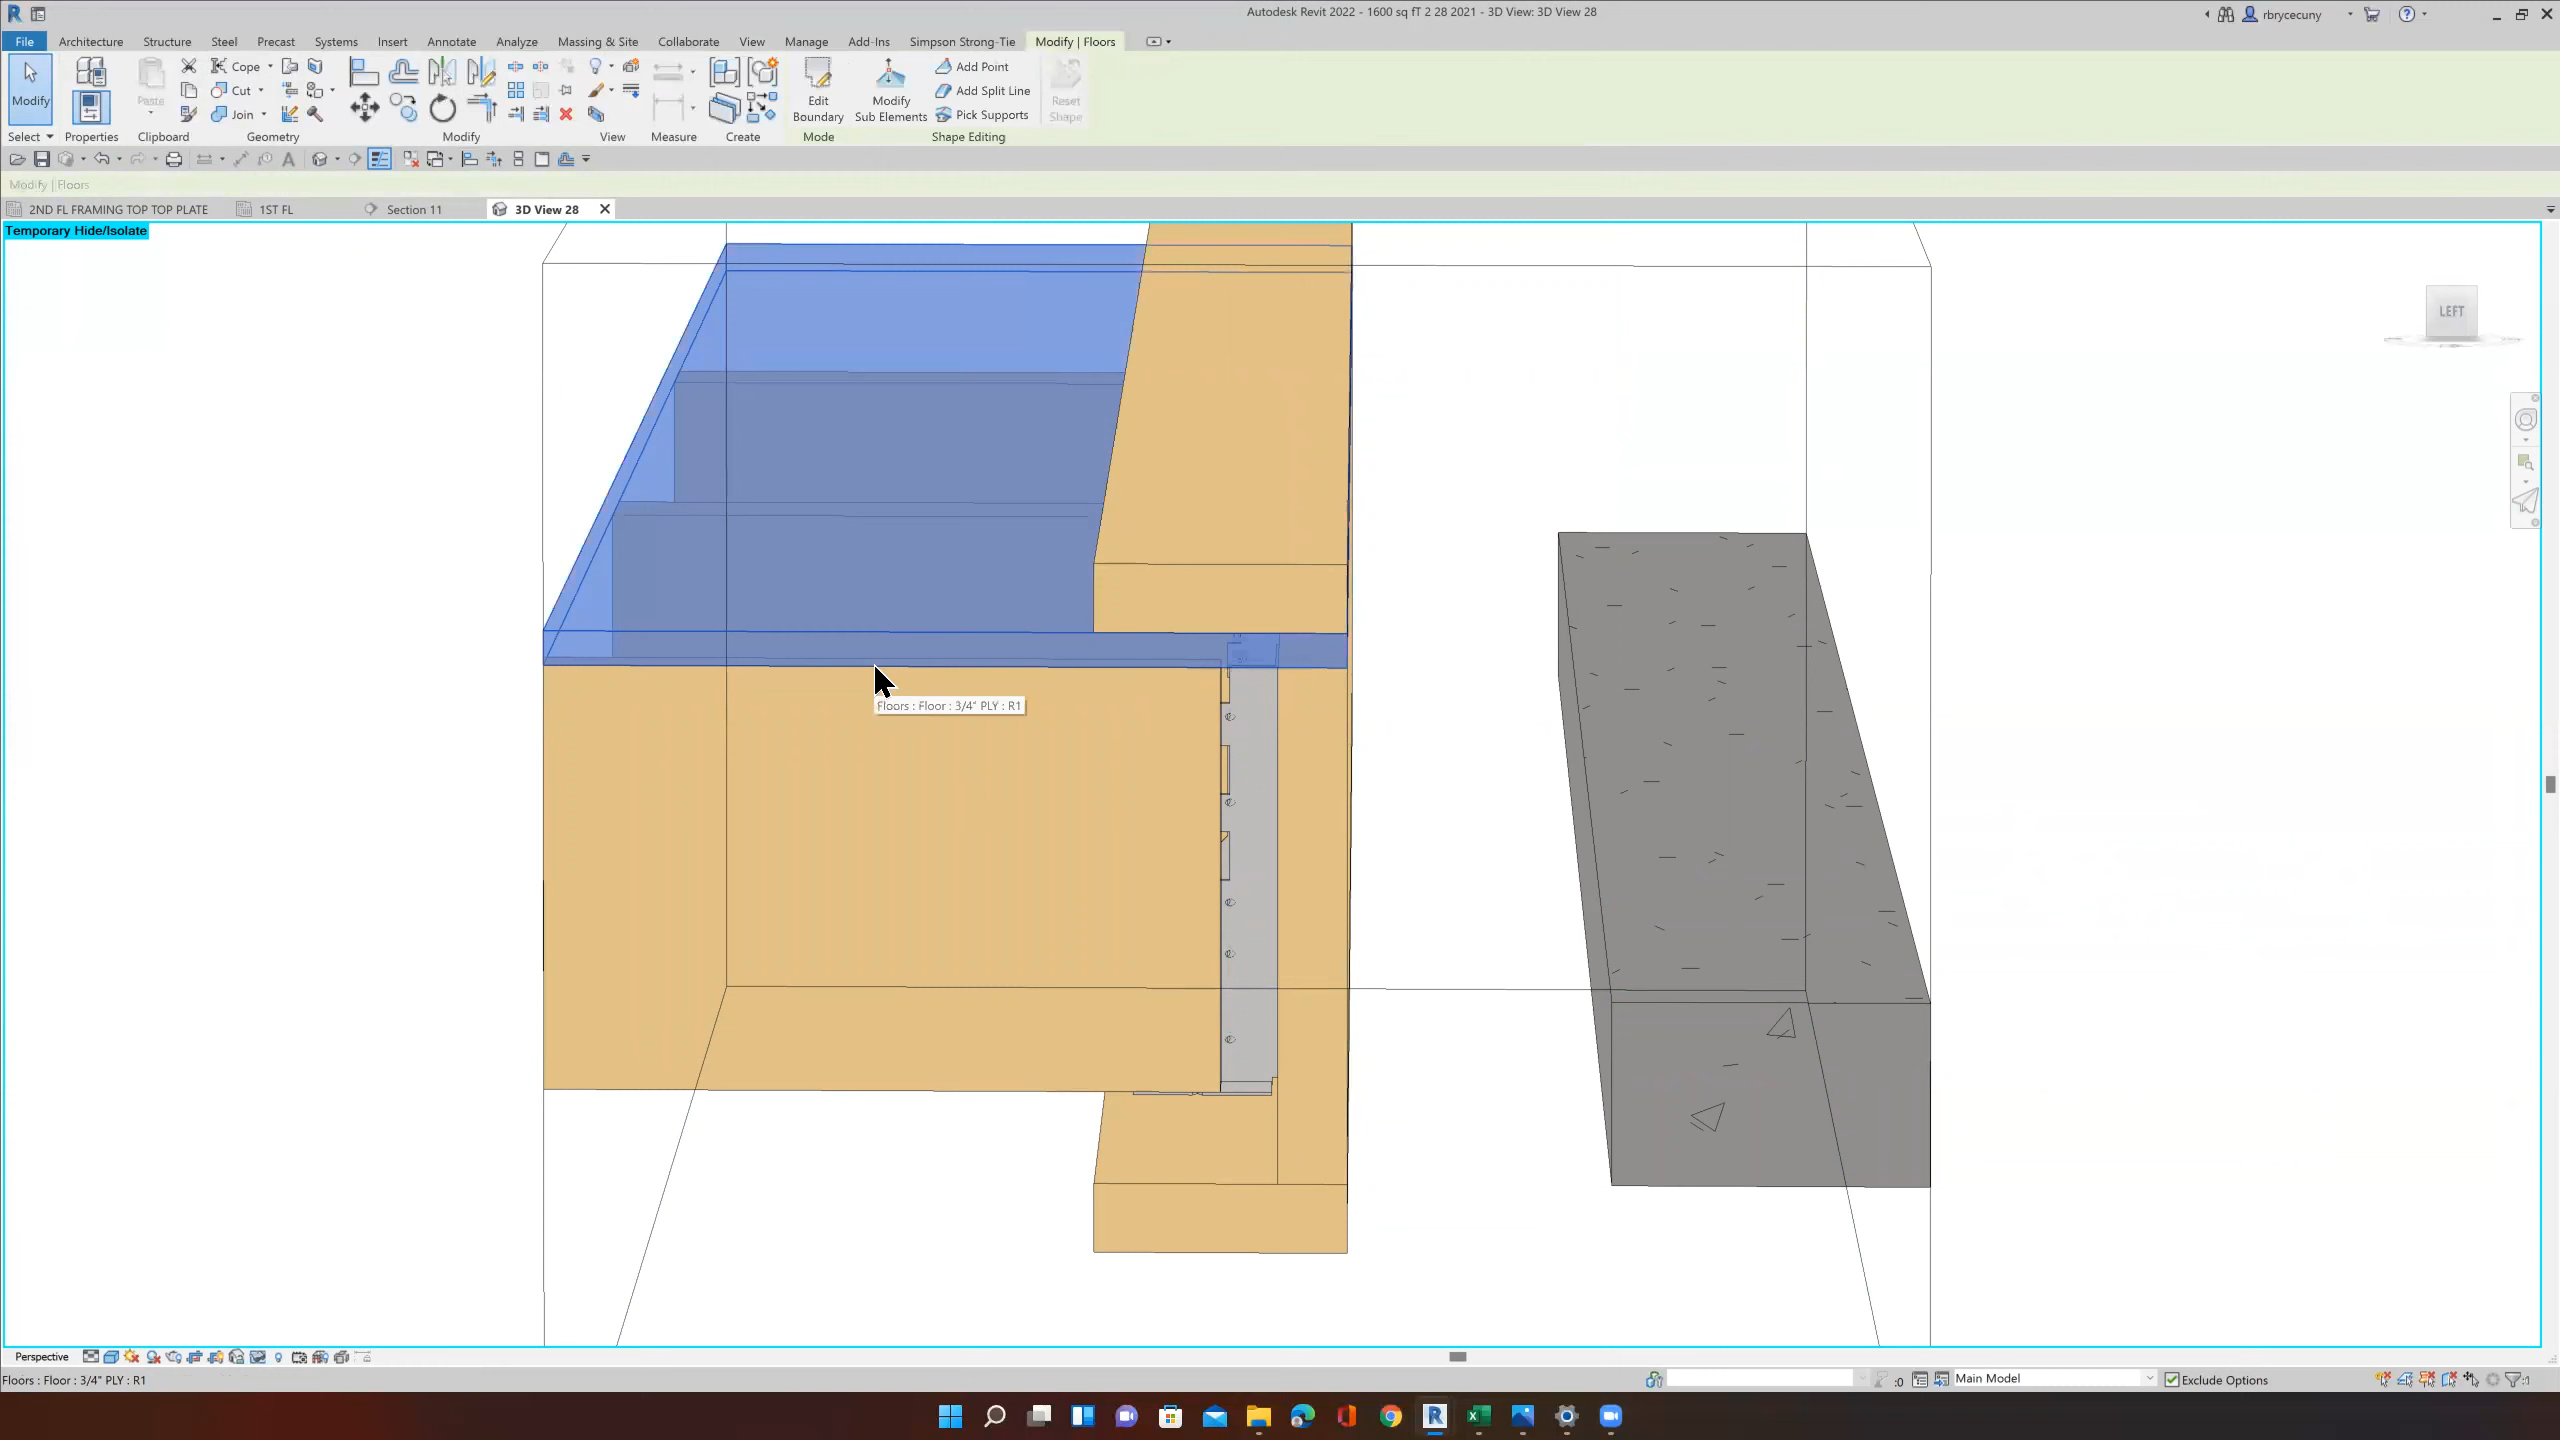 Autodesk Revit 2022 - 1600 sq fT 2 28 2021 - 3D View: 3D View 28
rbrycecuny
File Architecture Structure Steel Precast Systems Insert Annotate Analyze Massing & Site Collaborate View Manage Add-Ins Simpson Strong-Tie Modify | Floors
Modify
Paste
Cope
Cut
Join
Edit Boundary
Modify Sub Elements
Add Point
Add Split Line
Pick Supports
Reset Shape
Select Properties Clipboard Geometry Modify View Measure Create Mode Shape Editing
Modify | Floors
2ND FL FRAMING TOP TOP PLATE 1ST FL Section 11 3D View 28
Temporary Hide/Isolate
LEFT
Floors : Floor : 3/4" PLY : R1
Perspective
Floors : Floor : 3/4" PLY : R1
:0 Main Model Exclude Options :1